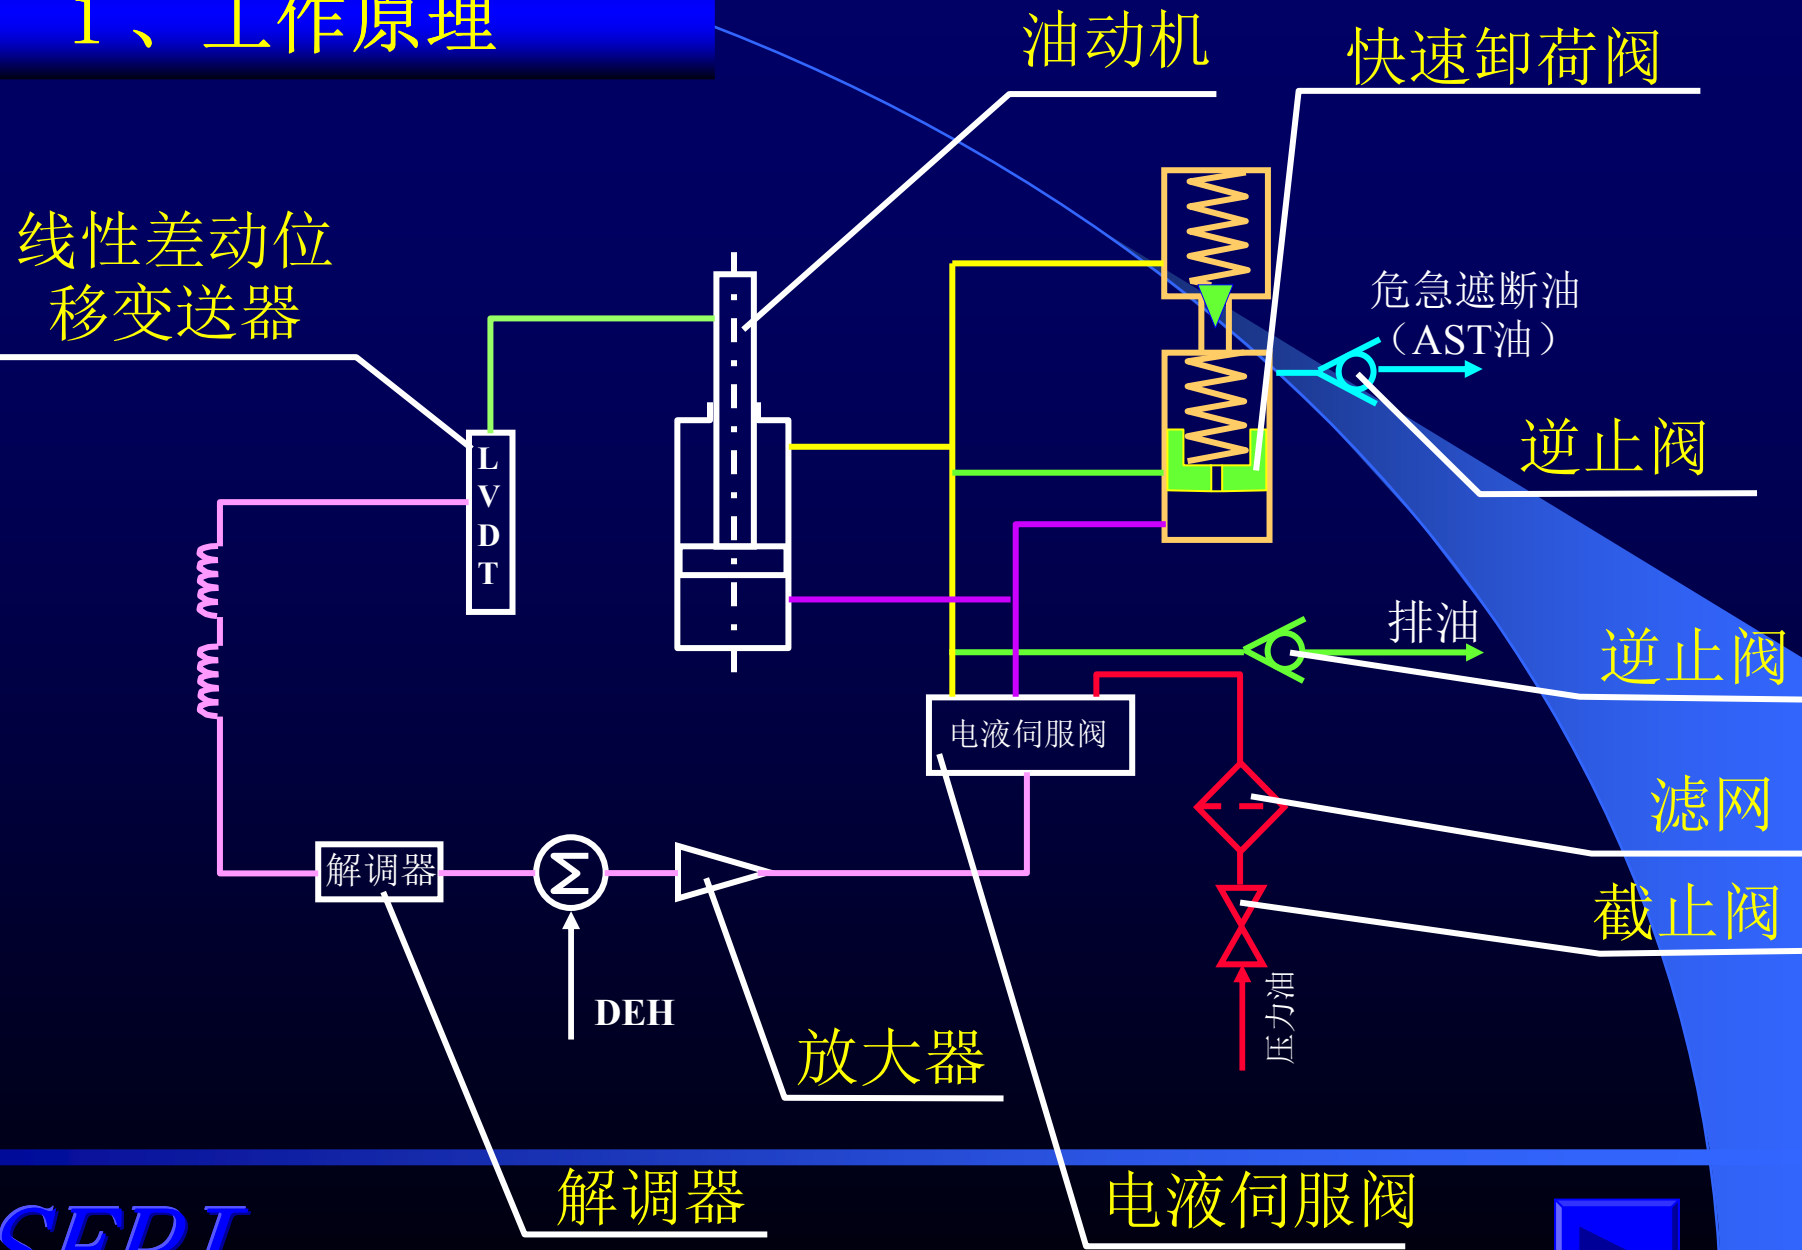 1、工作原理
油动机
快速卸荷阀
线性差动位
移变送器
危急遮断油
（AST油）
逆止阀
L
V
D
T
排油
逆止阀
电液伺服阀
滤网
解调器
Σ
截止阀
DEH
压力油
放大器
解调器
电液伺服阀